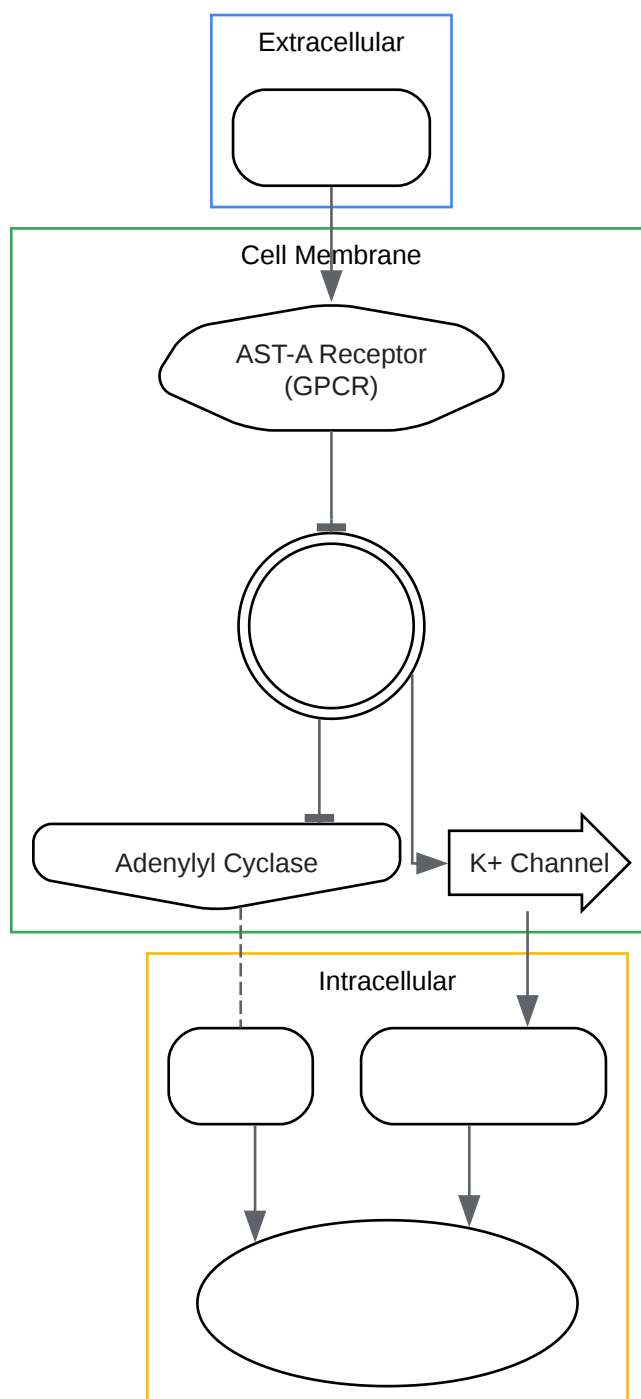 Extracellular
Cell Membrane
AST-A Receptor
(GPCR)
Adenylyl Cyclase
K+ Channel
Intracellular